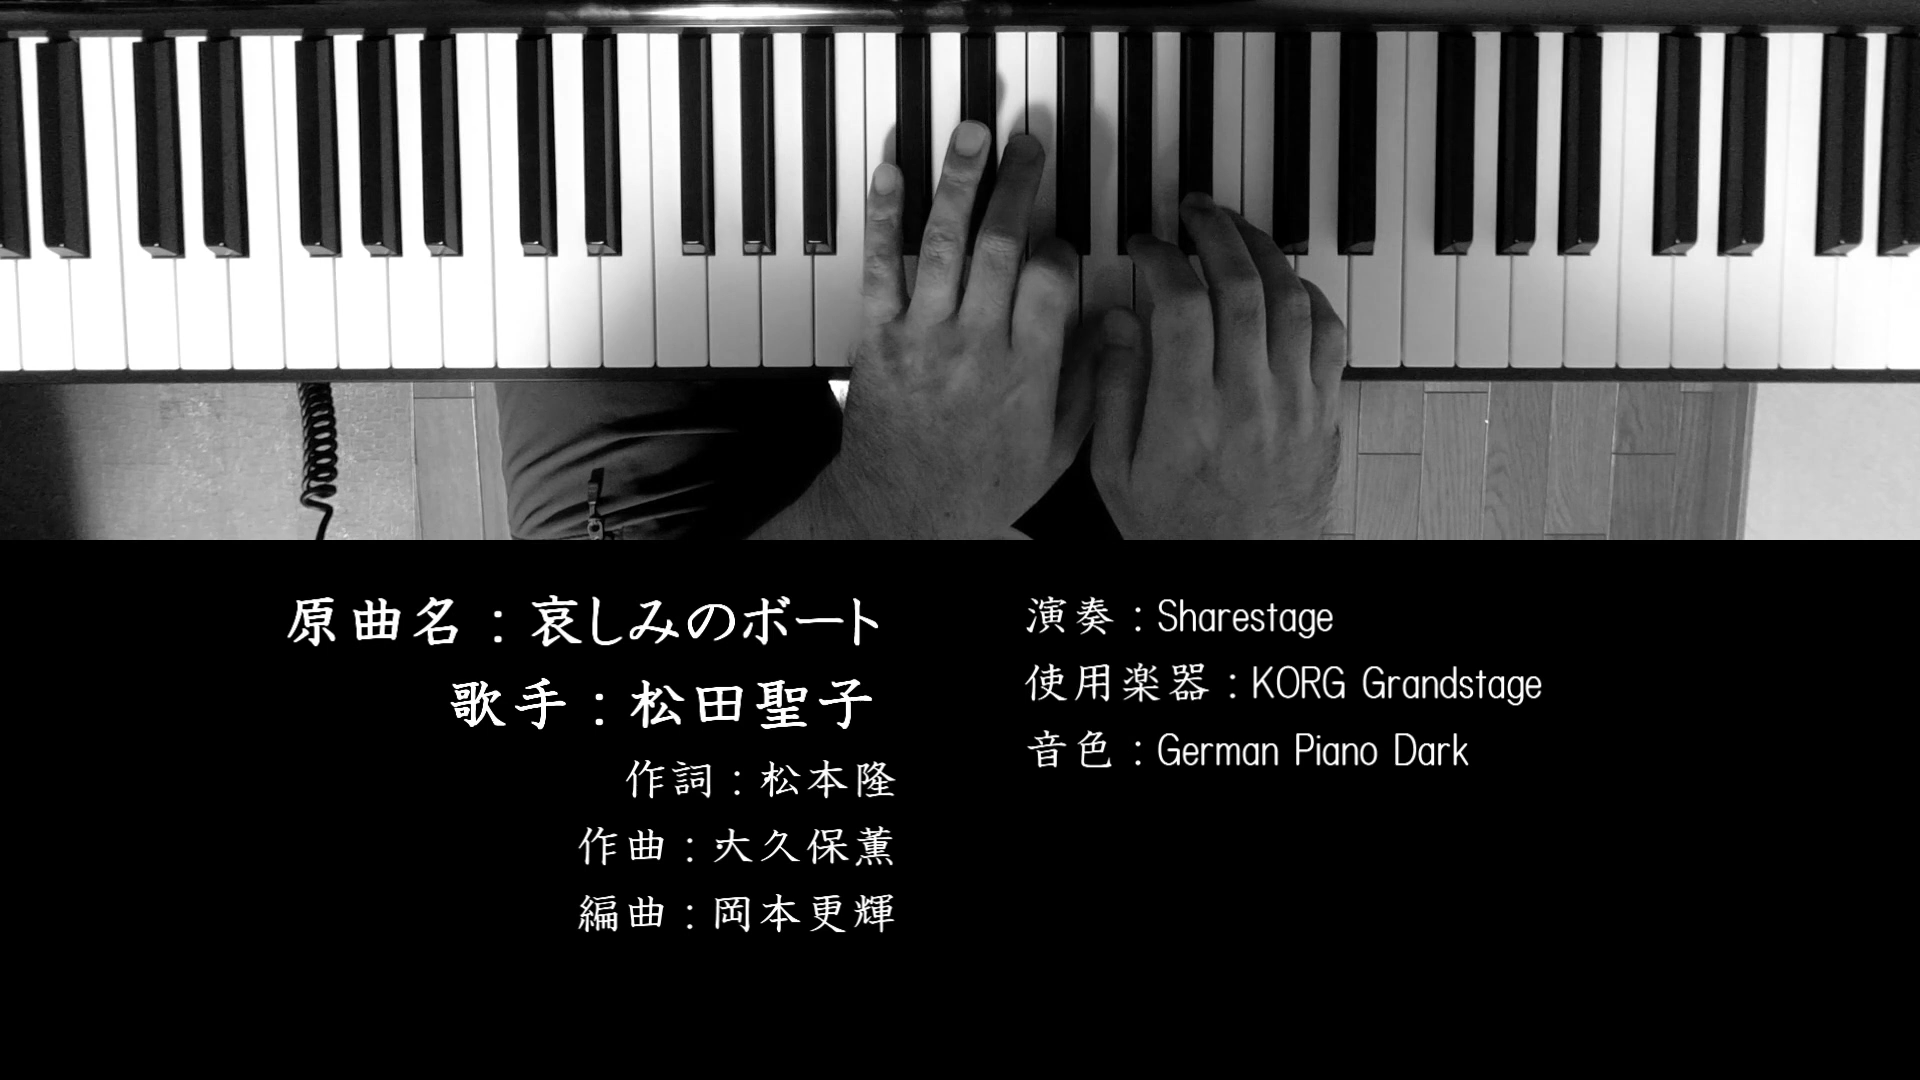 原曲名：哀しみのボート
歌手：松田聖子
作詞：松本隆
作曲：大久保薫
編曲：岡本更輝
演奏：Sharestage
使用楽器：KORG Grandstage
音色：German Piano Dark